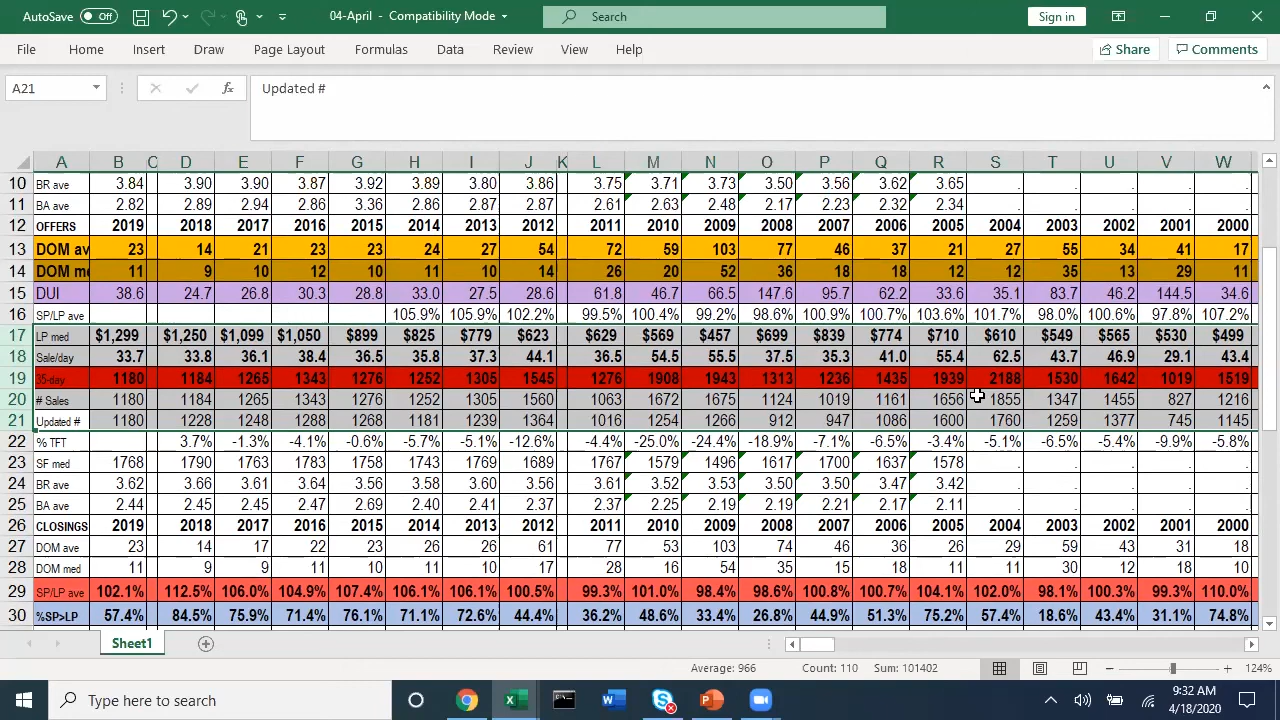 AutoSave Off 04-April - Compatibility Mode Search Sign in
File Home Insert Draw Page Layout Formulas Data Review View Help Share Comments
A21 fx Updated #
A B C D E F G H I J K L M N O P Q R S T U V W
10 BR ave 3.84 3.90 3.90 3.87 3.92 3.89 3.80 3.86 3.75 3.71 3.73 3.50 3.56 3.62 3.65 . . . . .
11 BA ave 2.82 2.89 2.94 2.86 3.36 2.86 2.87 2.87 2.61 2.63 2.48 2.17 2.23 2.32 2.34 . . . . .
12 OFFERS 2019 2018 2017 2016 2015 2014 2013 2012 2011 2010 2009 2008 2007 2006 2005 2004 2003 2002 2001 2000
13 DOM av 23 14 21 23 23 24 27 54 72 59 103 77 46 37 21 27 55 34 41 17
14 DOM me 11 9 10 12 10 11 10 14 26 20 52 36 18 18 12 12 35 13 29 11
15 DUI 38.6 24.7 26.8 30.3 28.8 33.0 27.5 28.6 61.8 46.7 66.5 147.6 95.7 62.2 33.6 35.1 83.7 46.2 144.5 34.6
16 SP/LP ave 105.9% 105.9% 102.2% 99.5% 100.4% 99.2% 98.6% 100.9% 100.7% 103.6% 101.7% 98.0% 100.6% 97.8% 107.2%
17 LP med $1,299 $1,250 $1,099 $1,050 $899 $825 $779 $623 $629 $569 $457 $699 $839 $774 $710 $610 $549 $565 $530 $499
18 Sale/day 33.7 33.8 36.1 38.4 36.5 35.8 37.3 44.1 36.5 54.5 55.5 37.5 35.3 41.0 55.4 62.5 43.7 46.9 29.1 43.4
19 35-day 1180 1184 1265 1343 1276 1252 1305 1545 1276 1908 1943 1313 1236 1435 1939 2188 1530 1642 1019 1519
20 # Sales 1180 1184 1265 1343 1276 1252 1305 1560 1063 1672 1675 1124 1019 1161 1656 1855 1347 1455 827 1216
21 Updated # 1180 1228 1248 1288 1268 1181 1239 1364 1016 1254 1266 912 947 1086 1600 1760 1259 1377 745 1145
22 % TFT 3.7% -1.3% -4.1% -0.6% -5.7% -5.1% -12.6% -4.4% -25.0% -24.4% -18.9% -7.1% -6.5% -3.4% -5.1% -6.5% -5.4% -9.9% -5.8%
23 SF med 1768 1790 1763 1783 1758 1743 1769 1689 1767 1579 1496 1617 1700 1637 1578 . . . . .
24 BR ave 3.62 3.66 3.61 3.64 3.56 3.58 3.60 3.56 3.61 3.52 3.53 3.50 3.50 3.47 3.42 . . . . .
25 BA ave 2.44 2.45 2.45 2.47 2.69 2.40 2.41 2.37 2.37 2.25 2.19 2.19 2.21 2.17 2.11 . . . . .
26 CLOSINGS 2019 2018 2017 2016 2015 2014 2013 2012 2011 2010 2009 2008 2007 2006 2005 2004 2003 2002 2001 2000
27 DOM ave 23 14 17 22 23 26 26 61 77 53 103 74 46 36 26 29 59 43 31 18
28 DOM med 11 9 9 11 10 11 10 17 28 16 54 35 15 18 11 11 30 12 18 10
29 SP/LP ave 102.1% 112.5% 106.0% 104.9% 107.4% 106.1% 106.1% 100.5% 99.3% 101.0% 98.4% 98.6% 100.8% 100.7% 104.1% 102.0% 98.1% 100.3% 99.3% 110.0%
30 %SP>LP 57.4% 84.5% 75.9% 71.4% 76.1% 71.1% 72.6% 44.4% 36.2% 48.6% 33.4% 26.8% 44.9% 51.3% 75.2% 57.4% 18.6% 43.4% 31.1% 74.8%
Sheet1
Average: 966 Count: 110 Sum: 101402 124%
Type here to search 9:32 AM
4/18/2020